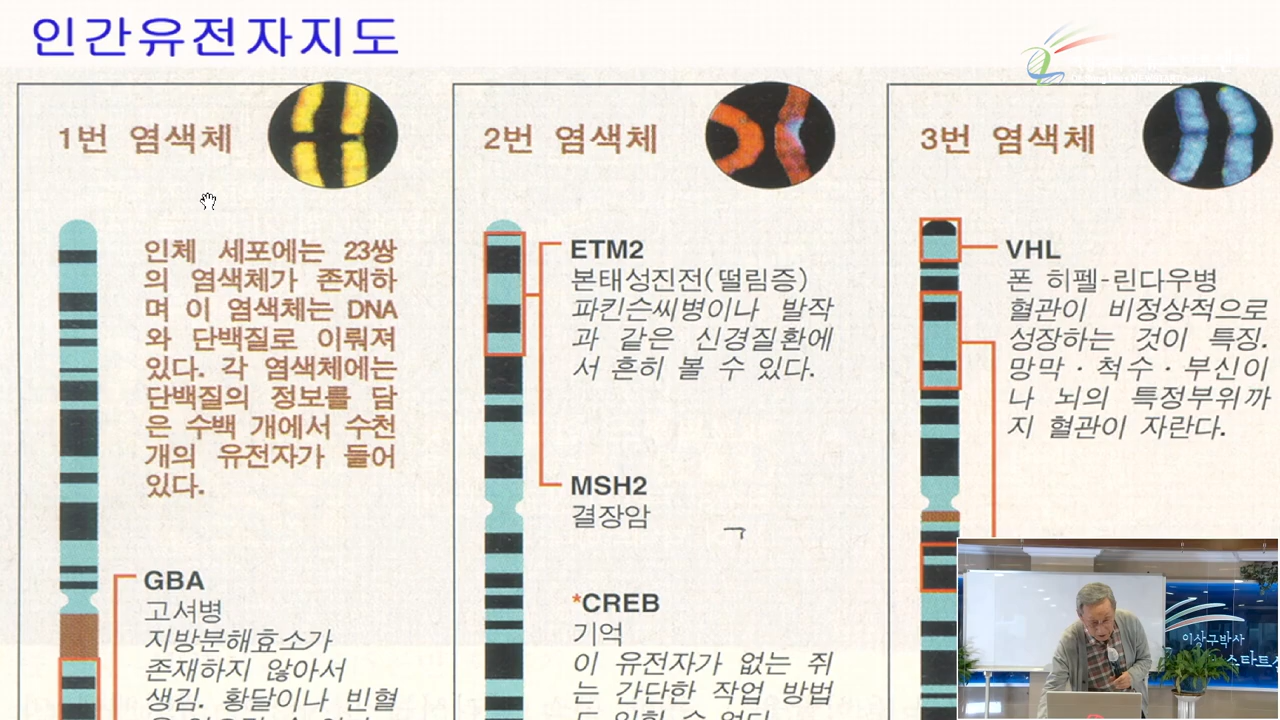 인간유전자지도
1번 염색체
인체 세포에는 23쌍
의 염색체가 존재하
며 이 염색체는 DNA
와 단백질로 이뤄져
있다. 각 염색체에는
단백질의 정보를 담
은 수백 개에서 수천
개의 유전자가 들어
있다.
GBA
고셔병
지방분해효소가
존재하지 않아서
생김. 황달이나 빈혈
2번 염색체
ETM2
본태성진전(떨림증)
파킨슨씨병이나 발작
과 같은 신경질환에
서 흔히 볼 수 있다.
MSH2
결장암
*CREB
기억
이 유전자가 없는 쥐
는 간단한 작업 방법
3번 염색체
VHL
폰 히펠-린다우병
혈관이 비정상적으로
성장하는 것이 특징.
망막·척수·부신이
나 뇌의 특정부위까
지 혈관이 자란다.
이상구박사
스타트